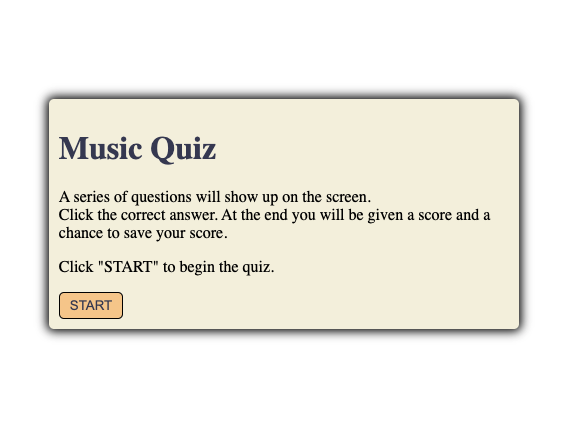 Music Quiz
A series of questions will show up on the screen.
Click the correct answer. At the end you will be given a score and a
chance to save your score.
Click "START" to begin the quiz.
START